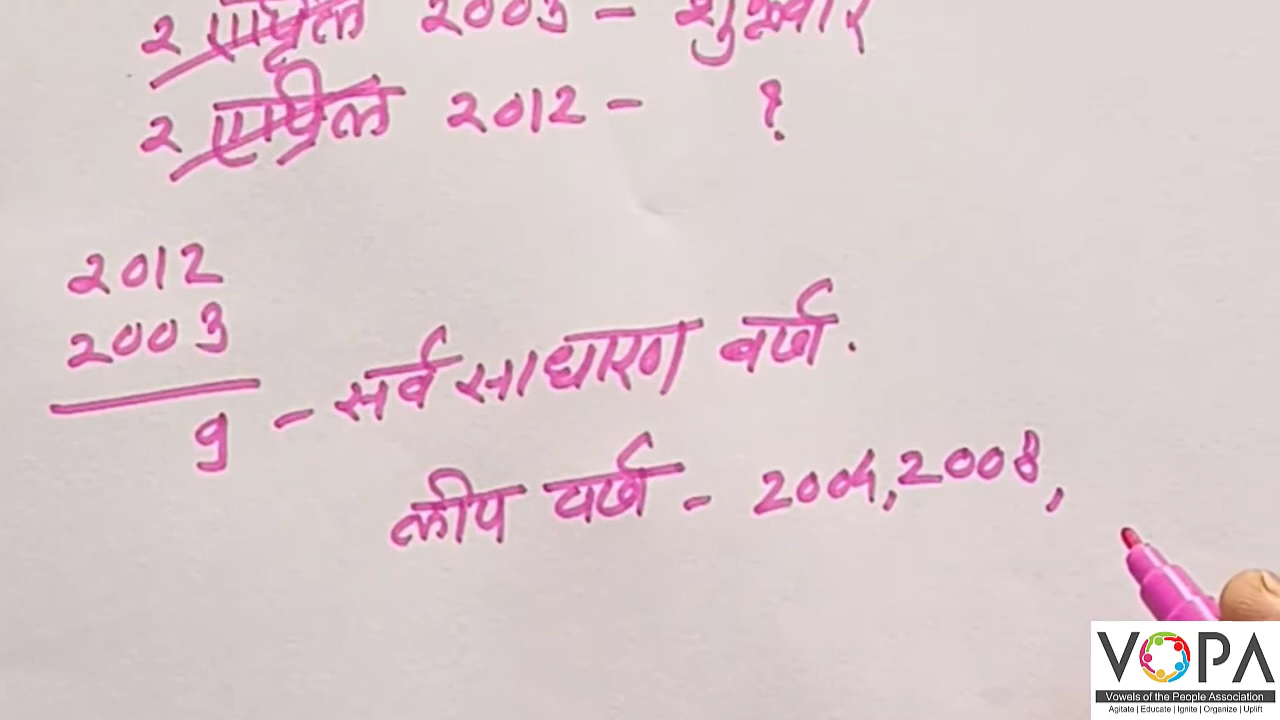 २ एप्रिल 2003 - शुक्रवार
२ एप्रिल 2012 - ?
2012
2003
9 - सर्व साधारण वर्ष.
लीप वर्ष - 2004, 2008,
VOPA
Vowels of the People Association
Agitate | Educate | Ignite | Organize | Uplift